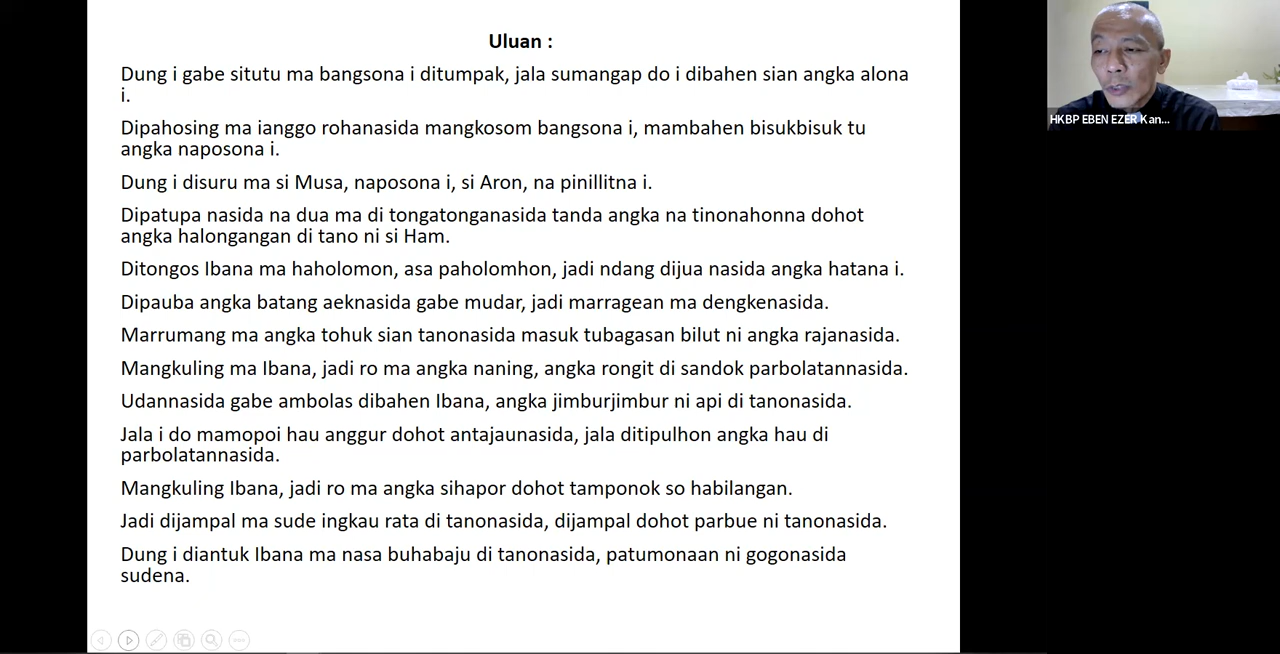 Uluan :
Dung i gabe situtu ma bangsona i ditumpak, jala sumangap do i dibahen sian angka alona
i.
Dipahosing ma ianggo rohanasida mangkosom bangsona i, mambahen bisukbisuk tu
angka naposona i.
Dung i disuru ma si Musa, naposona i, si Aron, na pinillitna i.
Dipatupa nasida na dua ma di tongatonganasida tanda angka na tinonahonna dohot
angka halongangan di tano ni si Ham.
Ditongos Ibana ma haholomon, asa paholomhon, jadi ndang dijua nasida angka hatana i.
Dipauba angka batang aeknasida gabe mudar, jadi marragean ma dengkenasida.
Marrumang ma angka tohuk sian tanonasida masuk tubagasan bilut ni angka rajanasida.
Mangkuling ma Ibana, jadi ro ma angka naning, angka rongit di sandok parbolatannasida.
Udannasida gabe ambolas dibahen Ibana, angka jimburjimbur ni api di tanonasida.
Jala i do mamopoi hau anggur dohot antajaunasida, jala ditipulhon angka hau di
parbolatannasida.
Mangkuling Ibana, jadi ro ma angka sihapor dohot tamponok so habilangan.
Jadi dijampal ma sude ingkau rata di tanonasida, dijampal dohot parbue ni tanonasida.
Dung i diantuk Ibana ma nasa buhabaju di tanonasida, patumonaan ni gogonasida
sudena.
HKBP EBEN EZER Kan...